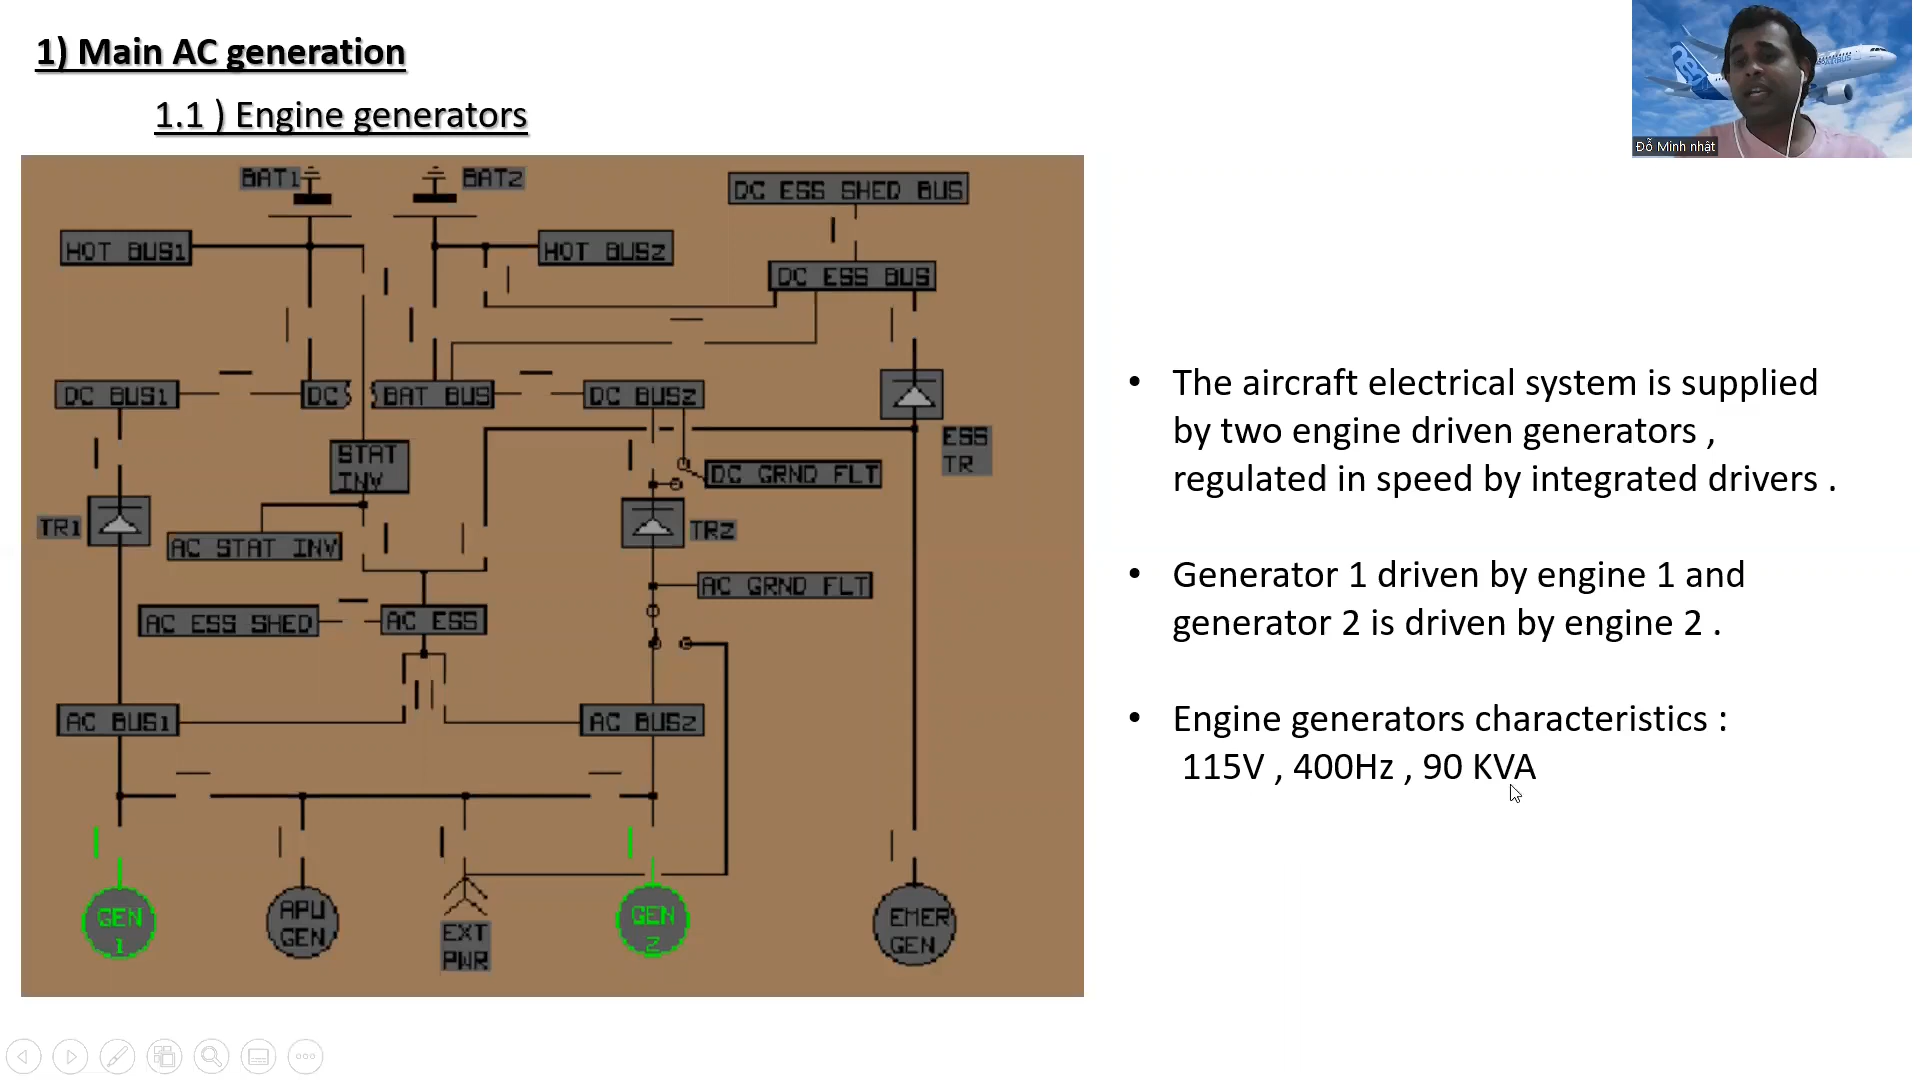 1) Main AC generation
1.1 ) Engine generators
Đỗ Minh nhật
BAT1
BAT2
DC ESS SHED BUS
HOT BUS1
HOT BUS2
DC ESS BUS
DC BUS1
DC
BAT BUS
DC BUS2
STAT
INV
ESS
TR
DC GRND FLT
TR1
AC STAT INV
TR2
AC GRND FLT
AC ESS SHED
AC ESS
AC BUS1
AC BUS2
GEN
1
APU
GEN
EXT
PWR
GEN
2
EMER
GEN
• The aircraft electrical system is supplied
by two engine driven generators ,
regulated in speed by integrated drivers .
• Generator 1 driven by engine 1 and
generator 2 is driven by engine 2 .
• Engine generators characteristics :
115V , 400Hz , 90 KVA